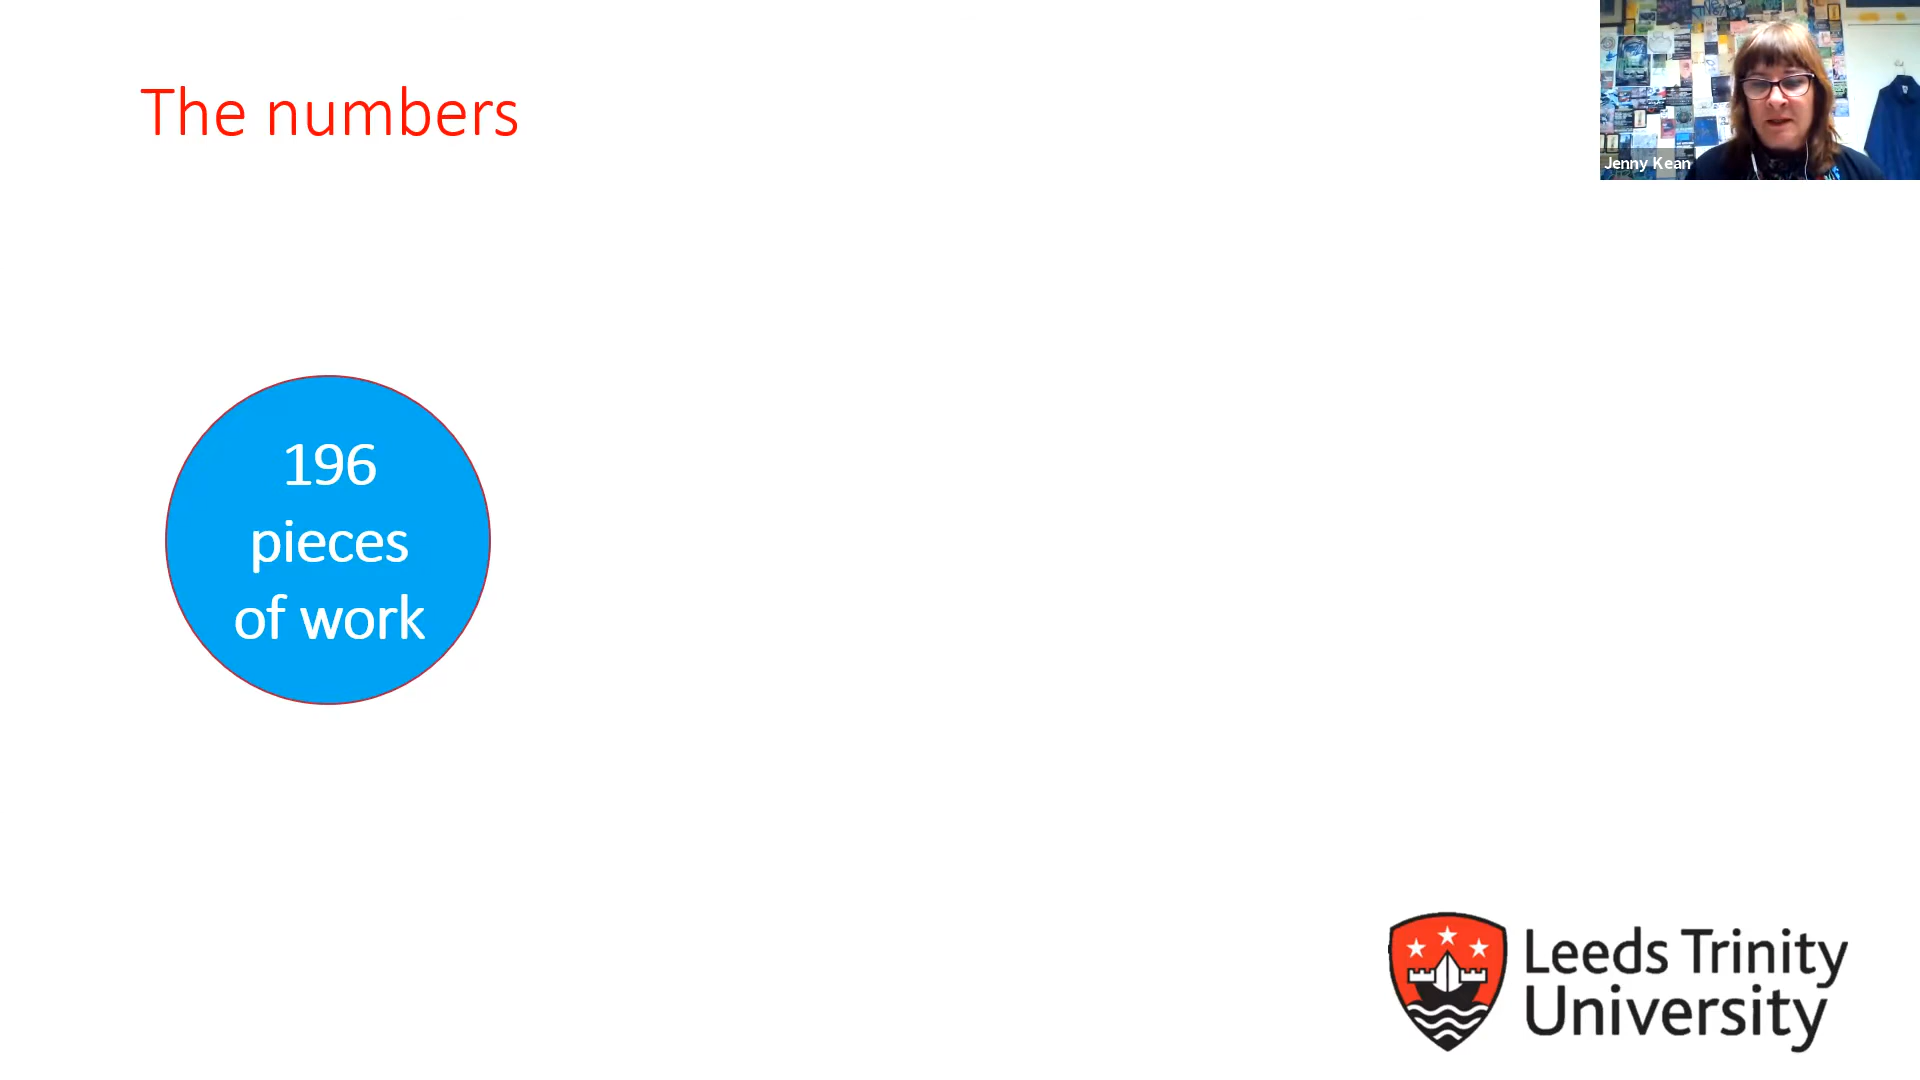 The numbers
Jenny Kean
196
pieces
of work
Leeds Trinity
University